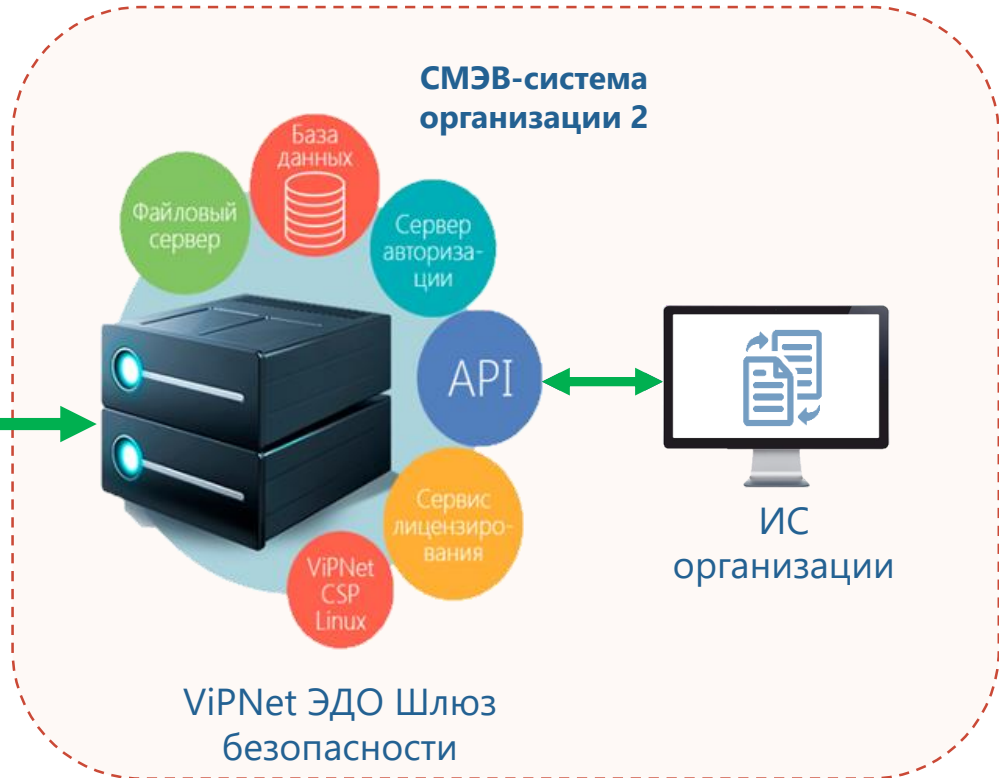 СМЭВ-система
организации 2
База
данных
Файловый
сервер
Сервер
авториза-
ции
API
Сервис
лицензиро-
вания
ViPNet
CSP
Linux
ИС
организации
ViPNet ЭДО Шлюз
безопасности